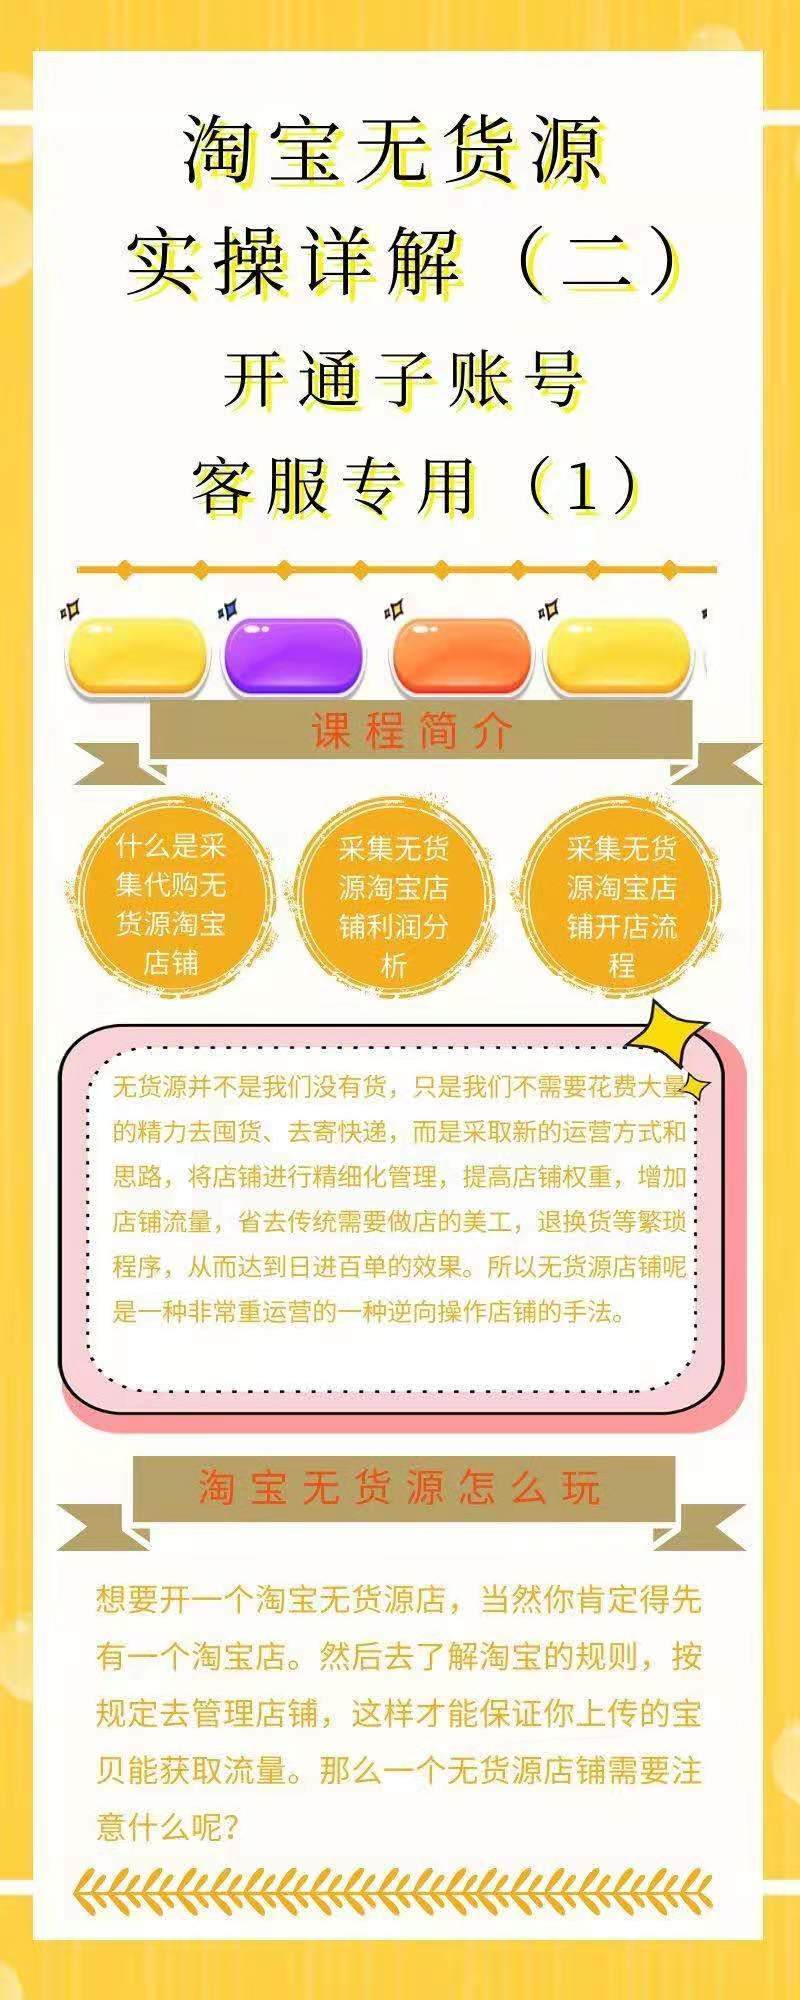 淘宝无货源
实操详解（二）
开通子账号
客服专用（1）
课程简介
什么是采
集代购无
货源淘宝
店铺
采集无货
源淘宝店
铺利润分
析
采集无货
源淘宝店
铺开店流
程
无货源并不是我们没有货，只是我们不需要花费大量
的精力去囤货、去寄快递，而是采取新的运营方式和
思路，将店铺进行精细化管理，提高店铺权重，增加
店铺流量，省去传统需要做店的美工，退换货等繁琐
程序，从而达到日进百单的效果。所以无货源店铺呢
是一种非常重运营的一种逆向操作店铺的手法。
淘宝无货源怎么玩
想要开一个淘宝无货源店，当然你肯定得先
有一个淘宝店。然后去了解淘宝的规则，按
规定去管理店铺，这样才能保证你上传的宝
贝能获取流量。那么一个无货源店铺需要注
意什么呢？